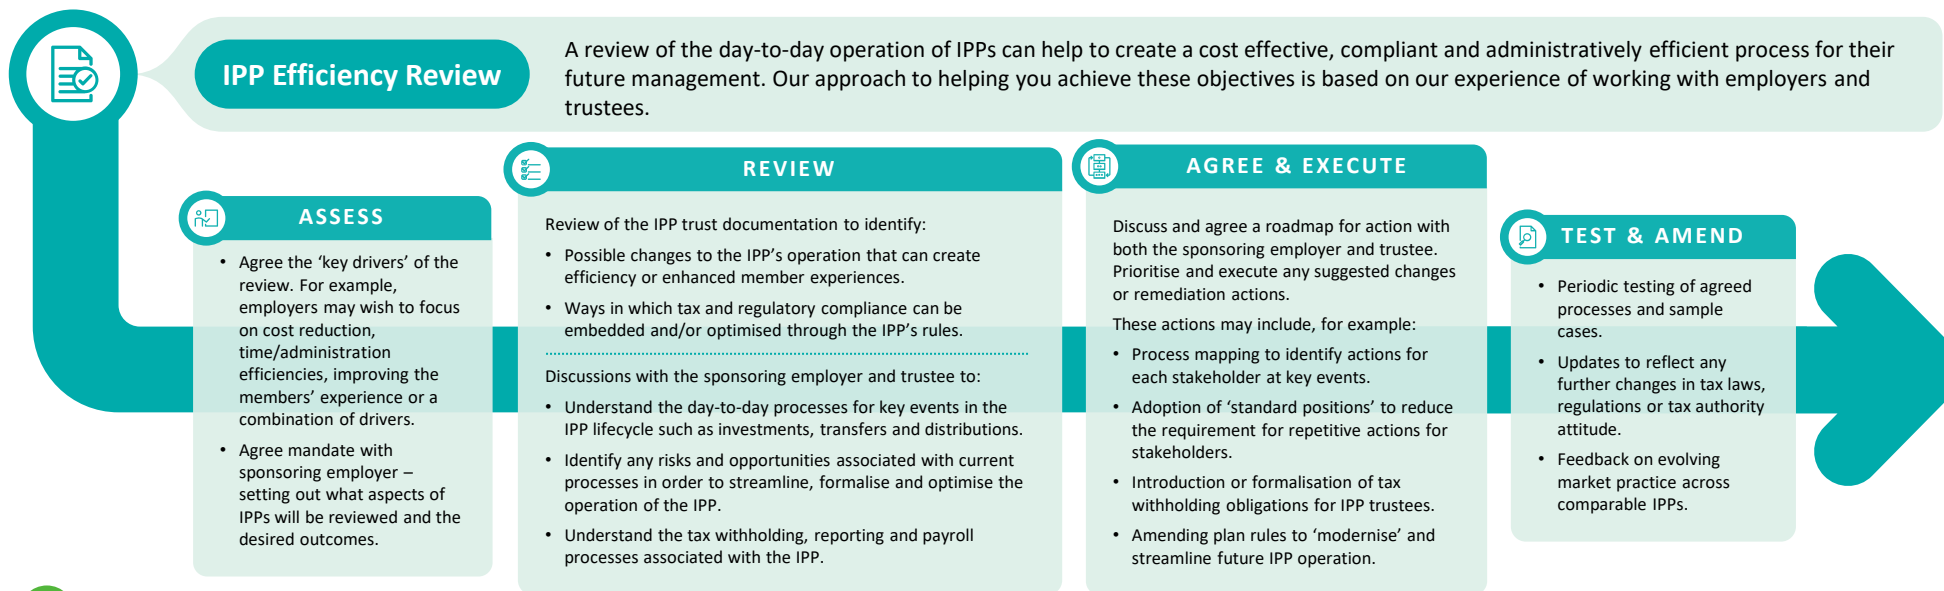 IPP Efficiency Review
A review of the day-to-day operation of IPPs can help to create a cost effective, compliant and administratively efficient process for their
future management. Our approach to helping you achieve these objectives is based on our experience of working with employers and
trustees.
ASSESS
• Agree the ‘key drivers’ of the
review. For example,
employers may wish to focus
on cost reduction,
time/administration
efficiencies, improving the
members’ experience or a
combination of drivers.
• Agree mandate with
sponsoring employer –
setting out what aspects of
IPPs will be reviewed and the
desired outcomes.
REVIEW
Review of the IPP trust documentation to identify:
• Possible changes to the IPP’s operation that can create
efficiency or enhanced member experiences.
• Ways in which tax and regulatory compliance can be
embedded and/or optimised through the IPP’s rules.
Discussions with the sponsoring employer and trustee to:
• Understand the day-to-day processes for key events in the
IPP lifecycle such as investments, transfers and distributions.
• Identify any risks and opportunities associated with current
processes in order to streamline, formalise and optimise the
operation of the IPP.
• Understand the tax withholding, reporting and payroll
processes associated with the IPP.
AGREE & EXECUTE
Discuss and agree a roadmap for action with
both the sponsoring employer and trustee.
Prioritise and execute any suggested changes
or remediation actions.
These actions may include, for example:
• Process mapping to identify actions for
each stakeholder at key events.
• Adoption of ‘standard positions’ to reduce
the requirement for repetitive actions for
stakeholders.
• Introduction or formalisation of tax
withholding obligations for IPP trustees.
• Amending plan rules to ‘modernise’ and
streamline future IPP operation.
TEST & AMEND
• Periodic testing of agreed
processes and sample
cases.
• Updates to reflect any
further changes in tax laws,
regulations or tax authority
attitude.
• Feedback on evolving
market practice across
comparable IPPs.